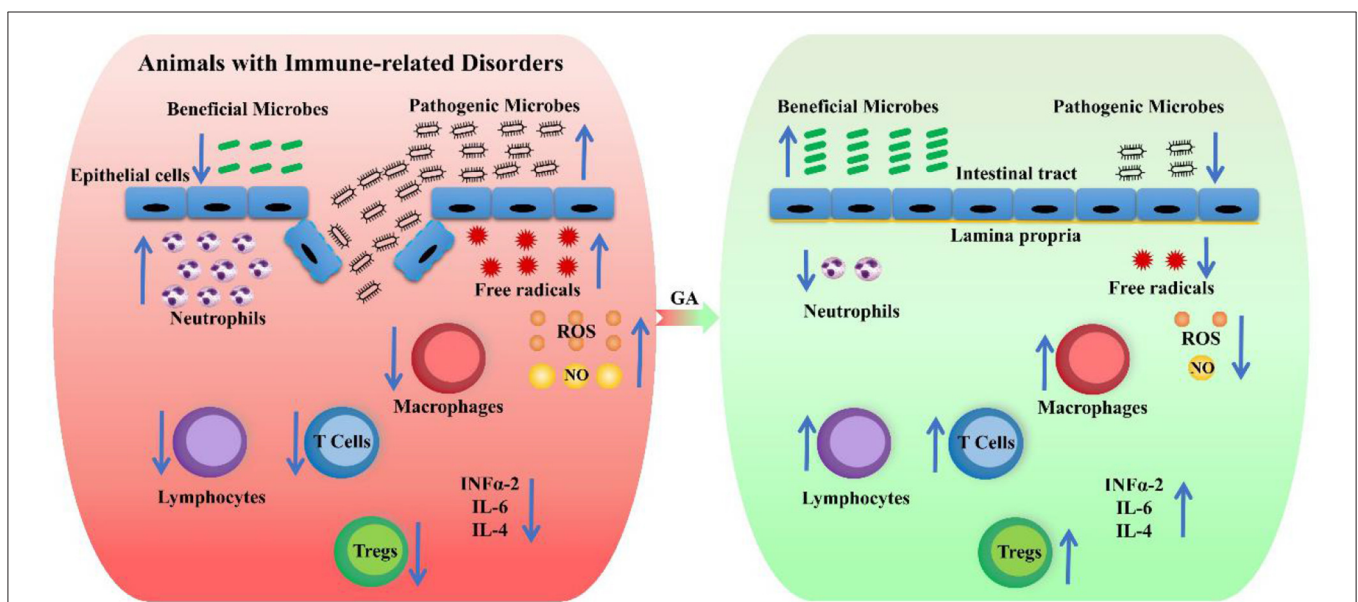 Animals with Immune-related Disorders
Beneficial Microbes
Pathogenic Microbes
Epithelial cells
Neutrophils
Free radicals
ROS
NO
Macrophages
Lymphocytes
T Cells
INFα-2
IL-6
IL-4
Tregs
GA
Beneficial Microbes
Pathogenic Microbes
Intestinal tract
Lamina propria
Neutrophils
Free radicals
ROS
NO
Macrophages
Lymphocytes
T Cells
INFα-2
IL-6
IL-4
Tregs